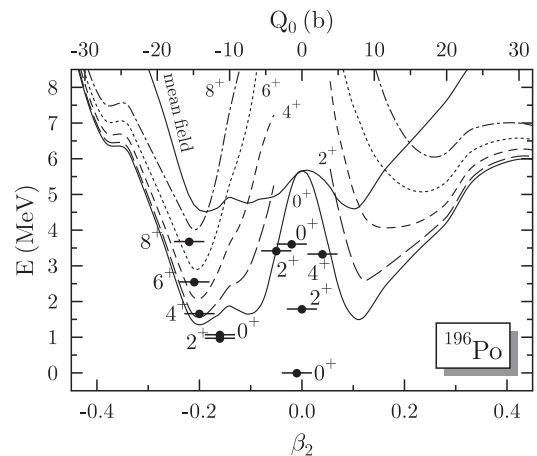 Q₀ (b)
-30 -20 -10 0 10 20 30
mean field
8⁺ 6⁺ 4⁺ 2⁺ 0⁺
8
7
6
5
4
3
2
1
0
E (MeV)
0⁺
8⁺ 2⁺ 4⁺
6⁺
4⁺ 2⁺
2⁺ 0⁺
0⁺
¹⁹⁶Po
-0.4 -0.2 0.0 0.2 0.4
β₂